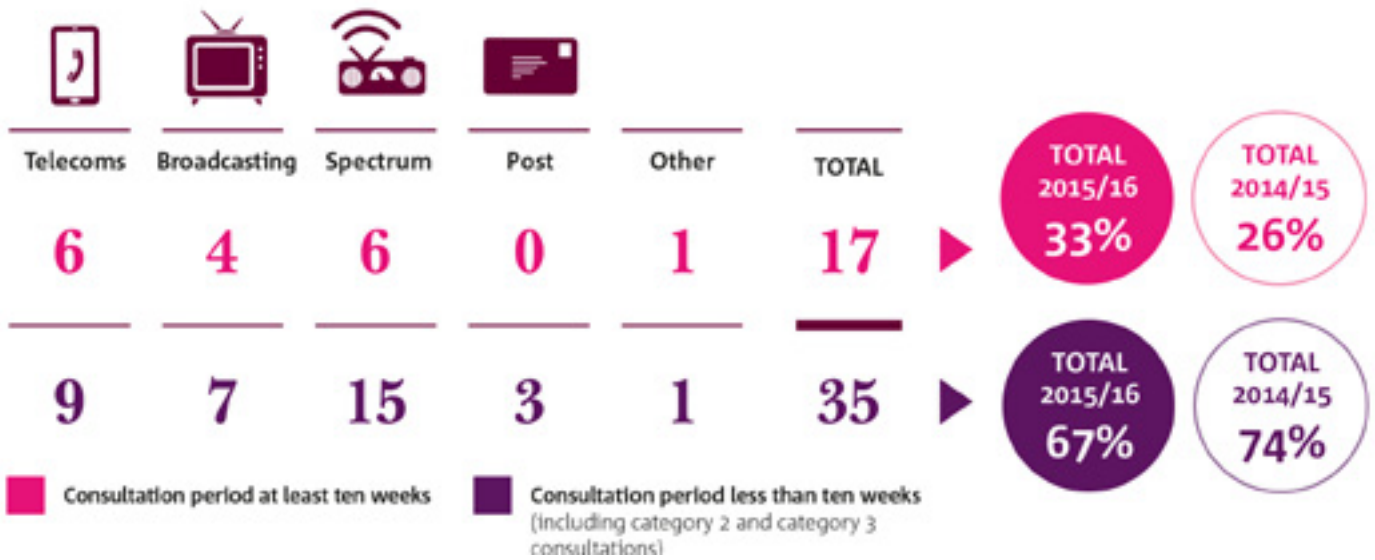 Telecoms Broadcasting Spectrum Post Other TOTAL
6 4 6 0 1 17
TOTAL
2015/16
33%
TOTAL
2014/15
26%
9 7 15 3 1 35
TOTAL
2015/16
67%
TOTAL
2014/15
74%
Consultation period at least ten weeks
Consultation period less than ten weeks
(including category 2 and category 3
consultations)